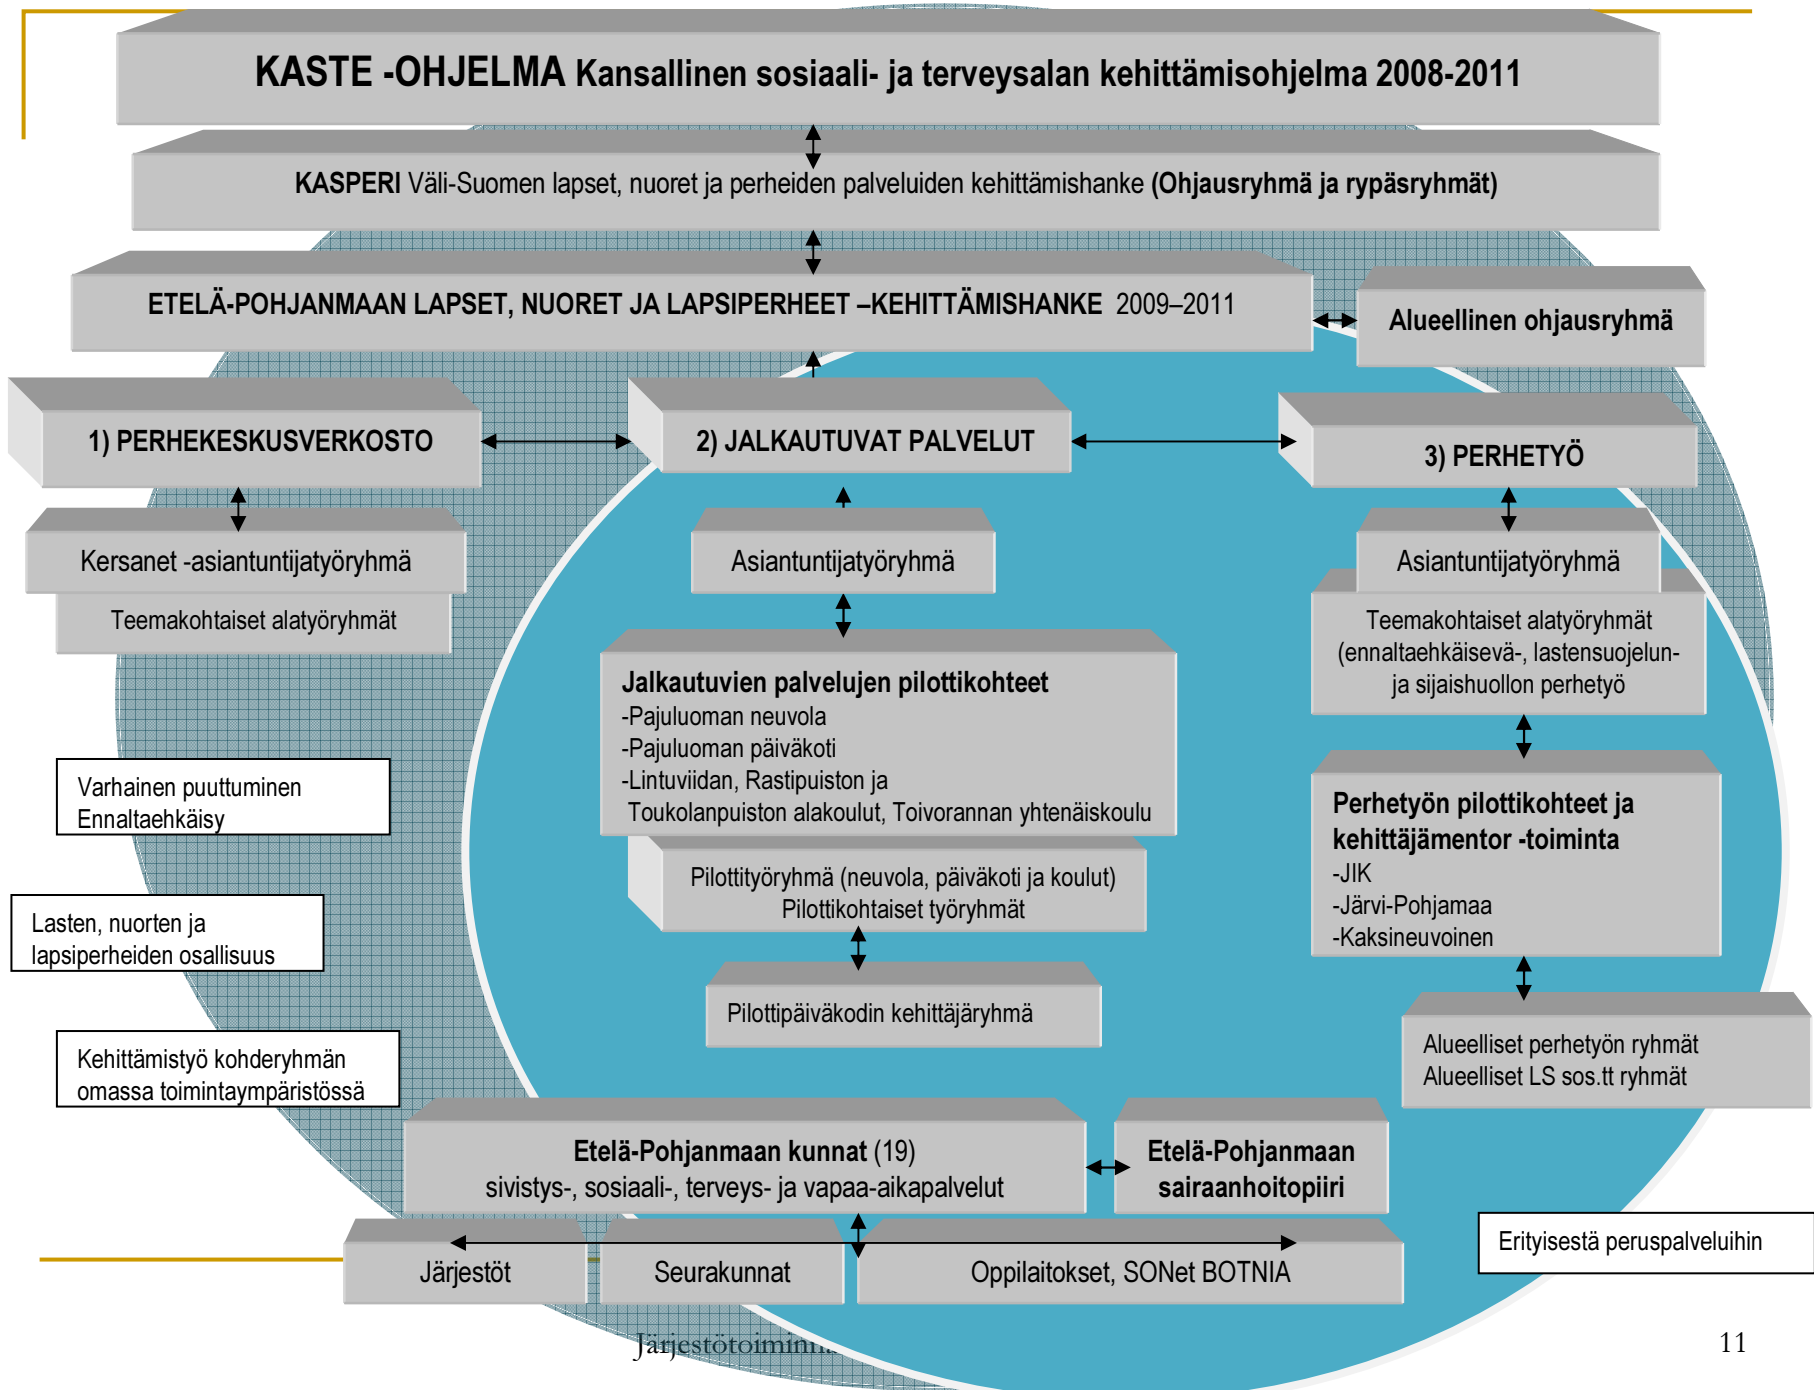 KASTE -OHJELMA Kansallinen sosiaali- ja terveysalan kehittämisohjelma 2008-2011
KASPERI Väli-Suomen lapset, nuoret ja perheiden palveluiden kehittämishanke (Ohjausryhmä ja rypäsryhmät)
ETELÄ-POHJANMAAN LAPSET, NUORET JA LAPSIPERHEET –KEHITTÄMISHANKE 2009–2011
Alueellinen ohjausryhmä
1) PERHEKESKUSVERKOSTO
2) JALKAUTUVAT PALVELUT
3) PERHETYÖ
Kersanet -asiantuntijatyöryhmä
Teemakohtaiset alatyöryhmät
Asiantuntijatyöryhmä
Asiantuntijatyöryhmä
Teemakohtaiset alatyöryhmät
(ennaltaehkäisevä-, lastensuojelun-
ja sijaishuollon perhetyö
Jalkautuvien palvelujen pilottikohteet
-Pajuluoman neuvola
-Pajuluoman päiväkoti
-Lintuviidan, Rastipuiston ja
Toukolanpuiston alakoulut, Toivorannan yhtenäiskoulu
Pilottityöryhmä (neuvola, päiväkoti ja koulut)
Pilottikohtaiset työryhmät
Pilottipäiväkodin kehittäjäryhmä
Perhetyön pilottikohteet ja
kehittäjämentor -toiminta
-JIK
-Järvi-Pohjamaa
-Kaksineuvoinen
Alueelliset perhetyön ryhmät
Alueelliset LS sos.tt ryhmät
Varhainen puuttuminen
Ennaltaehkäisy
Lasten, nuorten ja
lapsiperheiden osallisuus
Kehittämistyö kohderyhmän
omassa toimintaympäristössä
Etelä-Pohjanmaan kunnat (19)
sivistys-, sosiaali-, terveys- ja vapaa-aikapalvelut
Etelä-Pohjanmaan
sairaanhoitopiiri
Järjestöt
Seurakunnat
Oppilaitokset, SONet BOTNIA
Erityisestä peruspalveluihin
11